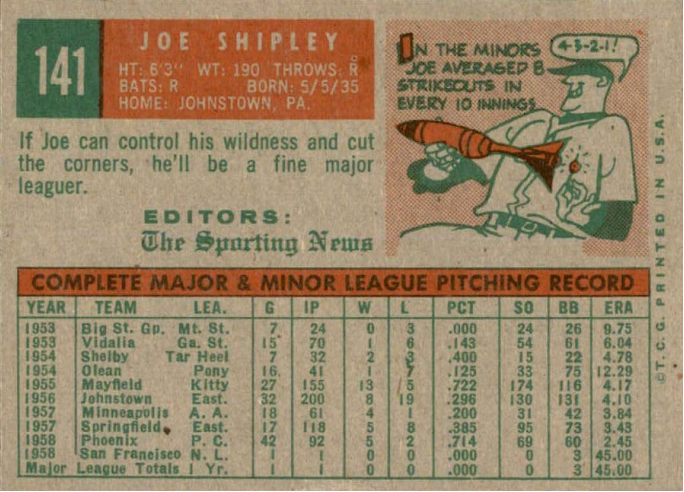 141
JOE SHIPLEY
HT: 6'3" WT: 190 THROWS: R
BATS: R BORN: 5/5/35
HOME: JOHNSTOWN, PA.
If Joe can control his wildness and cut
the corners, he'll be a fine major
leaguer.
EDITORS:
The Sporting News
IN THE MINORS
JOE AVERAGED 8
STRIKEOUTS IN
EVERY 10 INNINGS
4-3-2-1!
© T. C. G. PRINTED IN U.S.A.
COMPLETE MAJOR & MINOR LEAGUE PITCHING RECORD
YEAR TEAM LEA. G IP W L PCT SO BB ERA
1953 Big St. Gp. Mt. St. 7 24 0 3 .000 24 26 9.75
1953 Vidalia Ga. St. 15 70 1 6 .143 54 61 6.04
1954 Shelby Tar Heel 7 32 2 3 .400 15 22 4.78
1954 Olean Pony 16 41 1 7 .125 33 75 12.29
1955 Mayfield Kitty 27 155 13 5 .722 174 116 4.17
1956 Johnstown East. 32 200 8 19 .296 130 131 4.10
1957 Minneapolis A. A. 18 61 4 1 .200 31 42 3.84
1957 Springfield East. 17 118 5 8 .385 95 73 3.43
1958 Phoenix P. C. 42 92 5 2 .714 69 60 2.45
1958 San Francisco N. L. 1 1 0 0 .000 0 3 45.00
Major League Totals 1 Yr. 1 1 0 0 .000 0 3 45.00